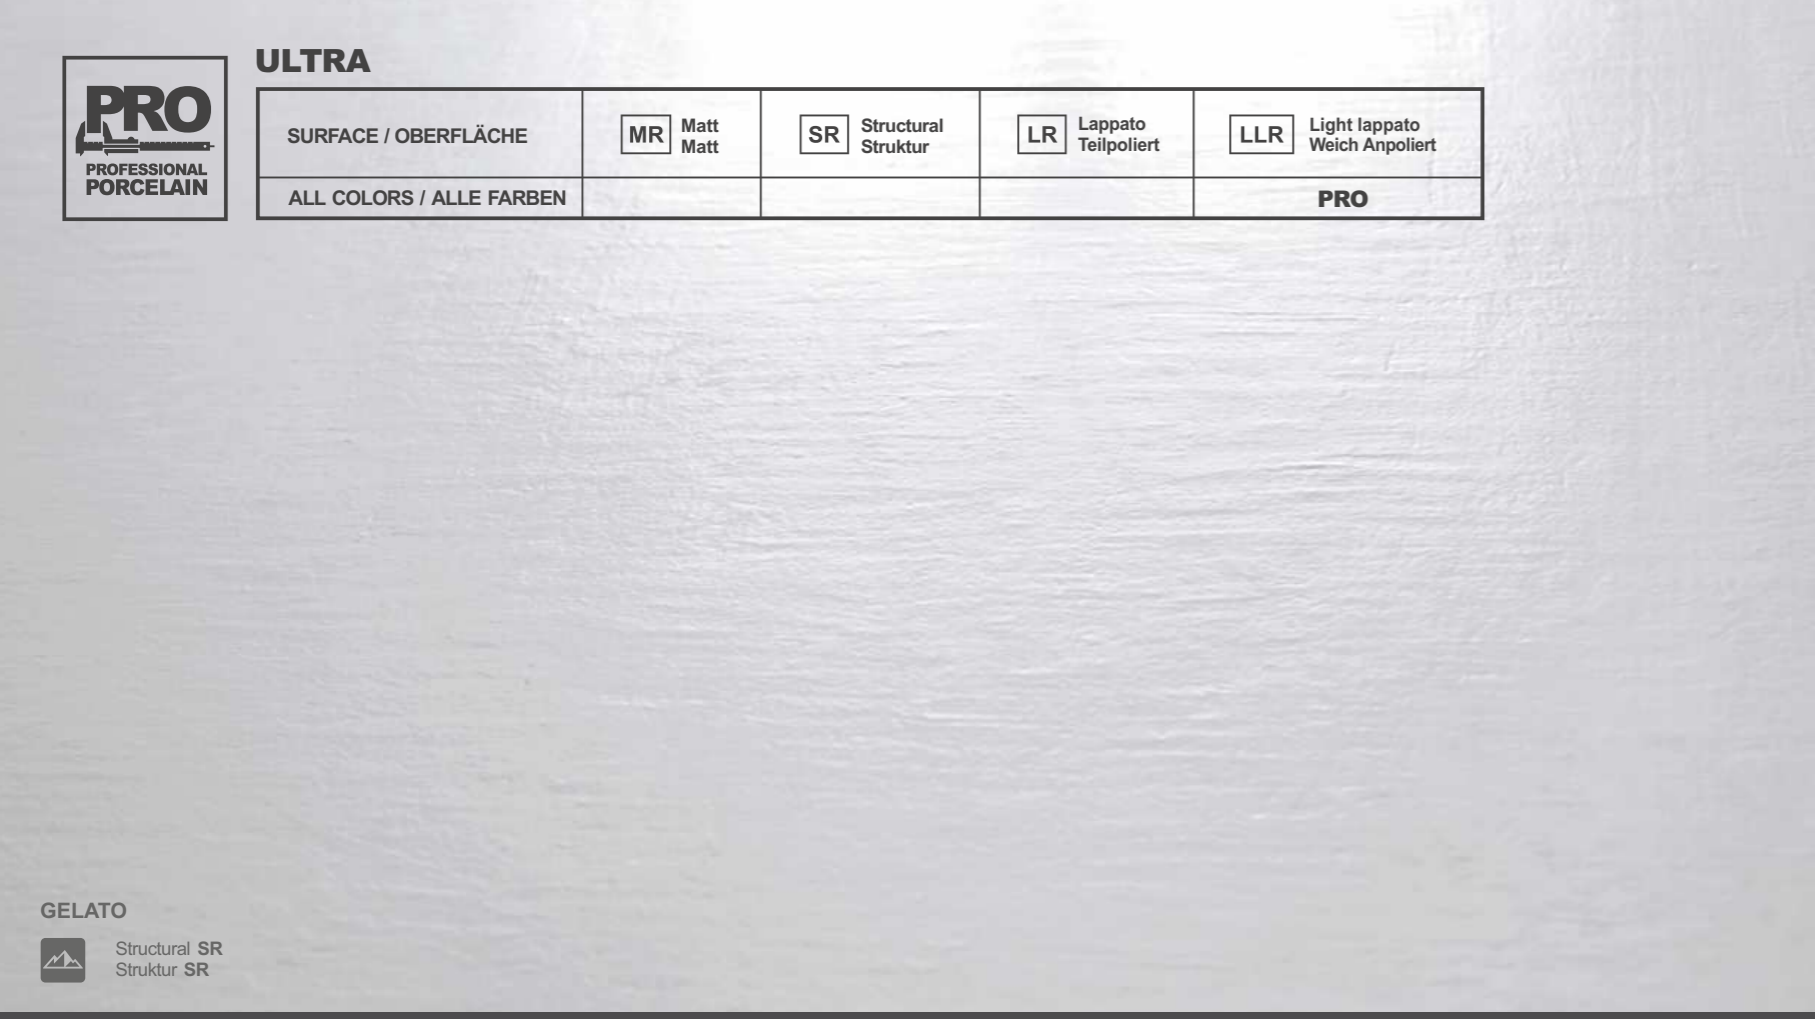 PRO
PROFESSIONAL
PORCELAIN
ULTRA
SURFACE / OBERFLÄCHE
MR Matt
Matt
SR Structural
Struktur
LR Lappato
Teilpoliert
LLR Light lappato
Weich Anpoliert
ALL COLORS / ALLE FARBEN
PRO
GELATO
Structural SR
Struktur SR